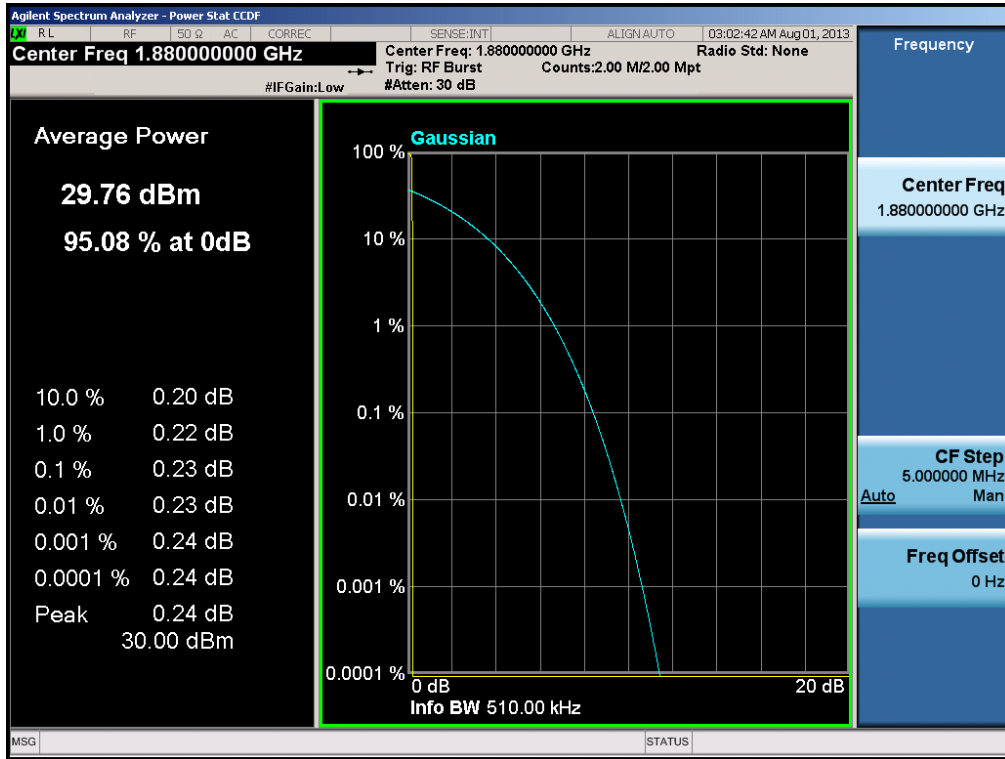 Agilent Spectrum Analyzer - Power Stat CCDF
LXI RL RF 50 Ω AC CORREC SENSE:INT ALIGN AUTO 03:02:42 AM Aug 01, 2013
Center Freq 1.880000000 GHz
Center Freq: 1.880000000 GHz Radio Std: None
Trig: RF Burst Counts:2.00 M/2.00 Mpt
#IFGain:Low #Atten: 30 dB
Average Power
29.76 dBm
95.08 % at 0dB
10.0 % 0.20 dB
1.0 % 0.22 dB
0.1 % 0.23 dB
0.01 % 0.23 dB
0.001 % 0.24 dB
0.0001 % 0.24 dB
Peak 0.24 dB
30.00 dBm
Gaussian
100 %
10 %
1 %
0.1 %
0.01 %
0.001 %
0.0001 %
0 dB 20 dB
Info BW 510.00 kHz
Frequency
Center Freq
1.880000000 GHz
CF Step
5.000000 MHz
Auto Man
Freq Offset
0 Hz
MSG STATUS